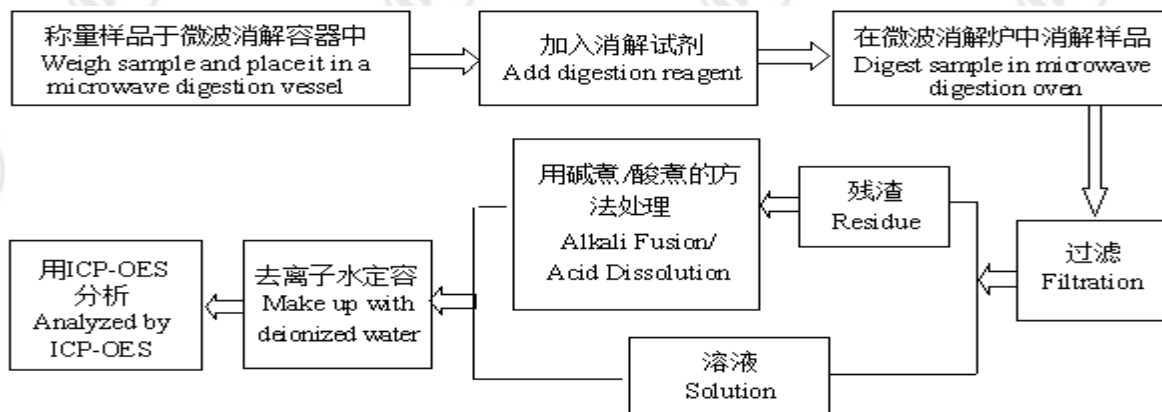 称量样品于微波消解容器中
Weigh sample and place it in a
microwave digestion vessel
加入消解试剂
Add digestion reagent
在微波消解炉中消解样品
Digest sample in microwave
digestion oven
过滤
Filtration
残渣
Residue
用碱煮/酸煮的方
法处理
Alkali Fusion/
Acid Dissolution
溶液
Solution
去离子水定容
Make up with
deionized water
用ICP-OES
分析
Analyzed by
ICP-OES